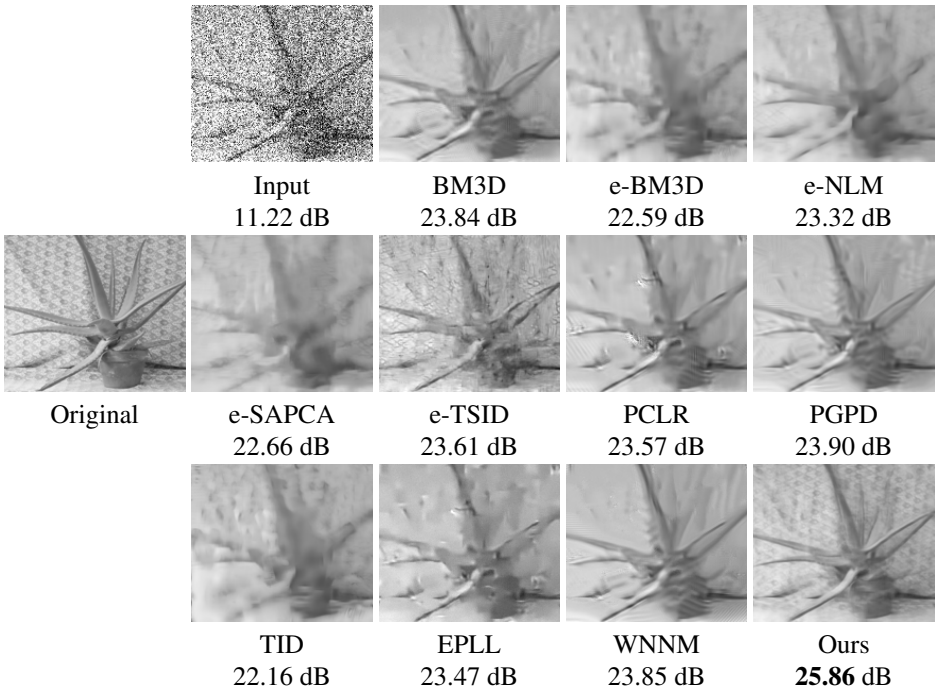 Input
11.22 dB
BM3D
23.84 dB
e-BM3D
22.59 dB
e-NLM
23.32 dB
Original
e-SAPCA
22.66 dB
e-TSID
23.61 dB
PCLR
23.57 dB
PGPD
23.90 dB
TID
22.16 dB
EPLL
23.47 dB
WNNM
23.85 dB
Ours
25.86 dB